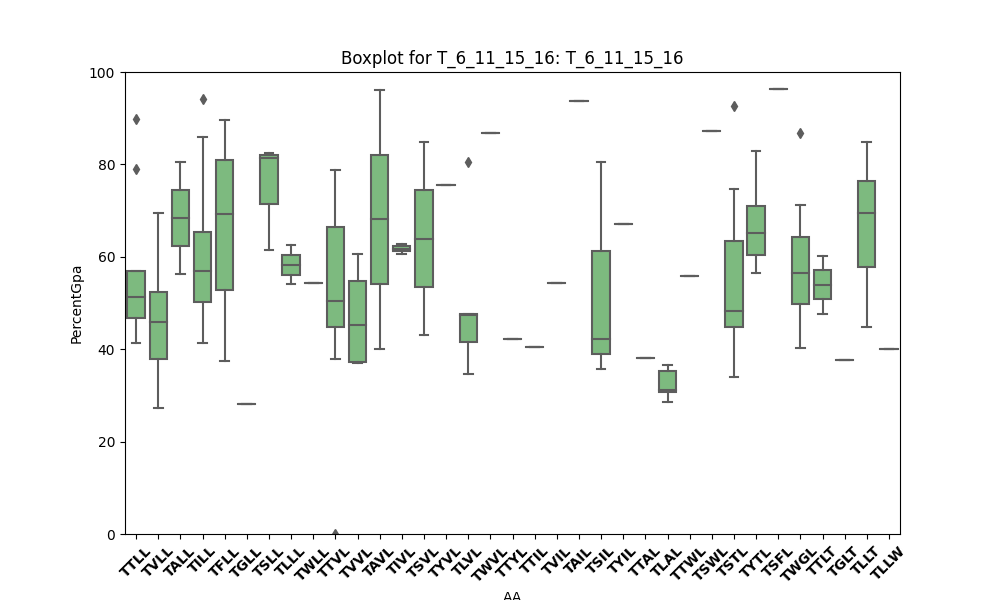 Boxplot for T_6_11_15_16: T_6_11_15_16
100
80
60
40
20
0
PercentGpa
TTLL TVLL TALL TILL TFLL TGLL TSLL TLLL TWLL TTVL TVVL TAVL TIVL TSVL TYVL TLVL TWVL TTYL TTIL TVIL TAIL TSIL TYIL TTAL TLAL TTWL TSWL TSTL TYTL TSFL TWGL TTLT TGLT TLLT TLLW
AA